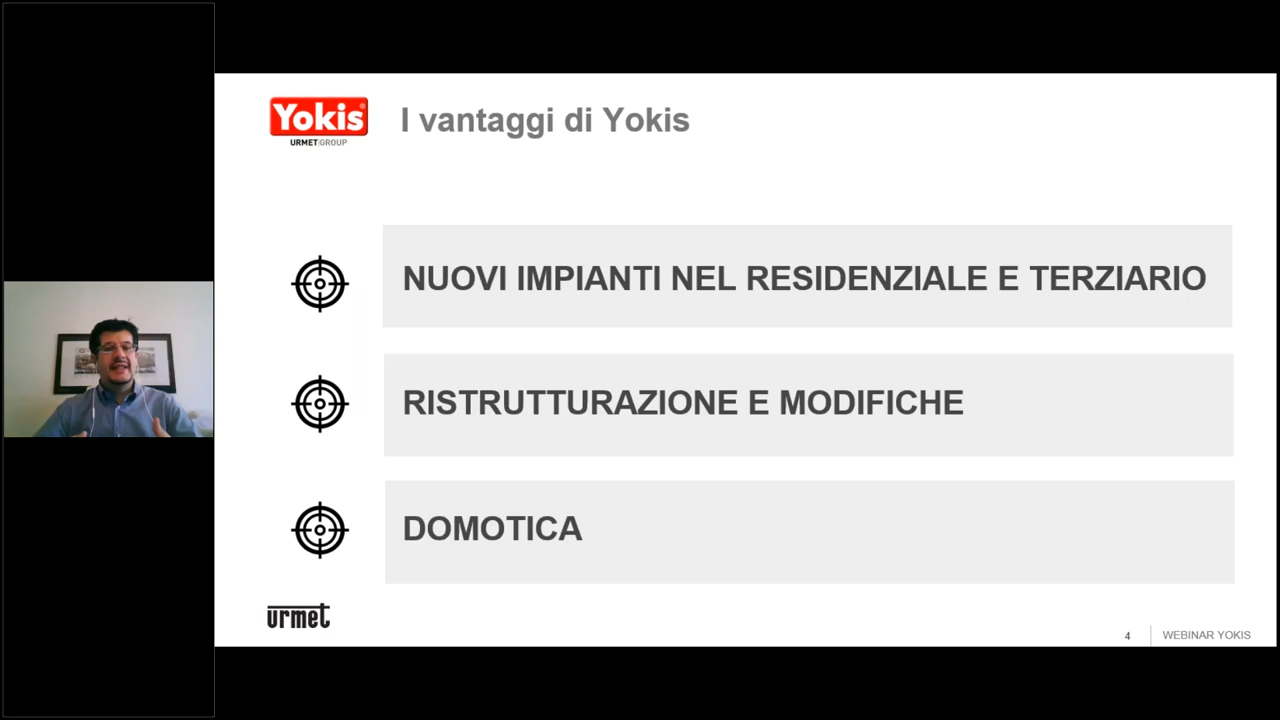 Yokis
URMET GROUP
I vantaggi di Yokis
NUOVI IMPIANTI NEL RESIDENZIALE E TERZIARIO
RISTRUTTURAZIONE E MODIFICHE
DOMOTICA
urmet
4 WEBINAR YOKIS